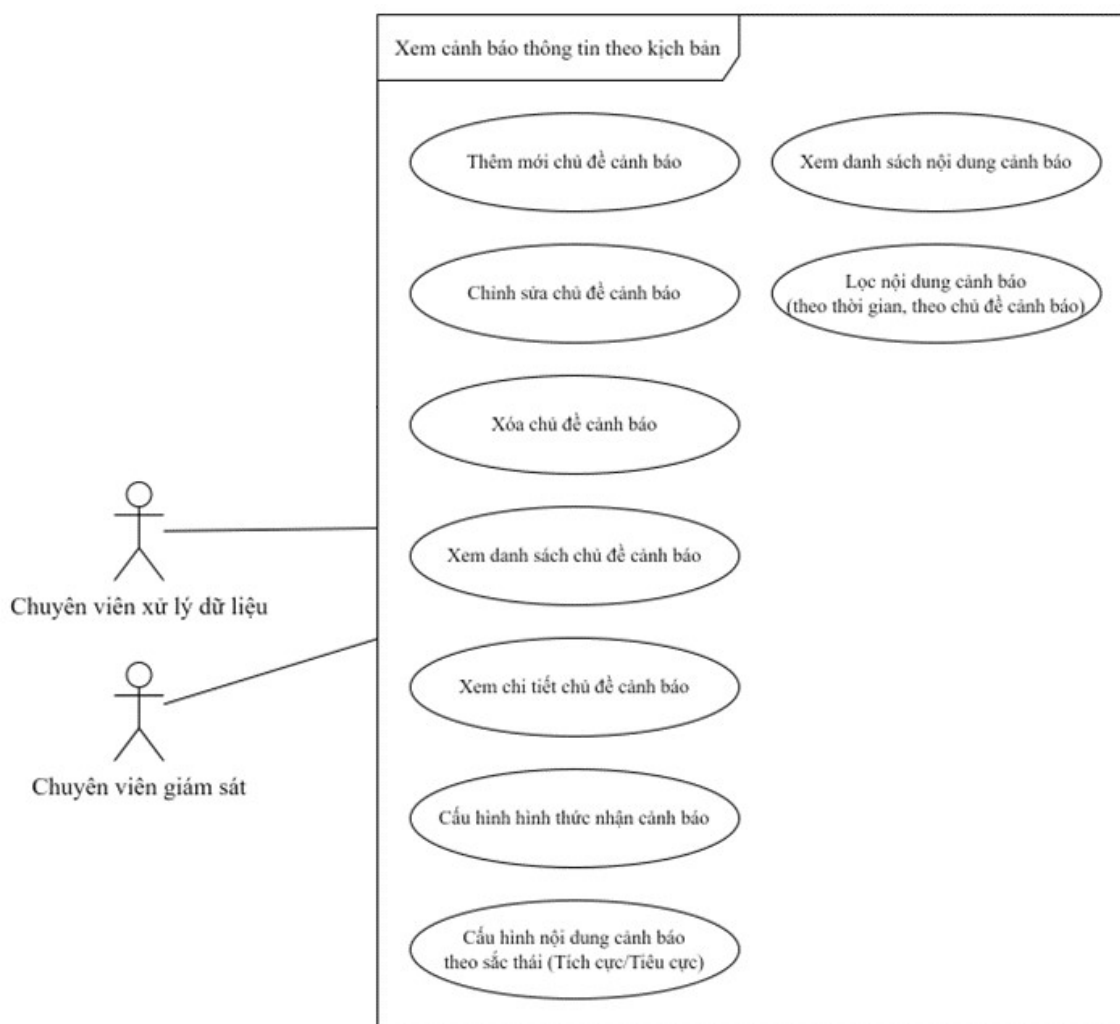 Xem cảnh báo thông tin theo kịch bản
Thêm mới chủ đề cảnh báo
Xem danh sách nội dung cảnh báo
Chỉnh sửa chủ đề cảnh báo
Lọc nội dung cảnh báo
(theo thời gian, theo chủ đề cảnh báo)
Xóa chủ đề cảnh báo
Xem danh sách chủ đề cảnh báo
Chuyên viên xử lý dữ liệu
Xem chi tiết chủ đề cảnh báo
Chuyên viên giám sát
Cấu hình hình thức nhận cảnh báo
Cấu hình nội dung cảnh báo
theo sắc thái (Tích cực/Tiêu cực)